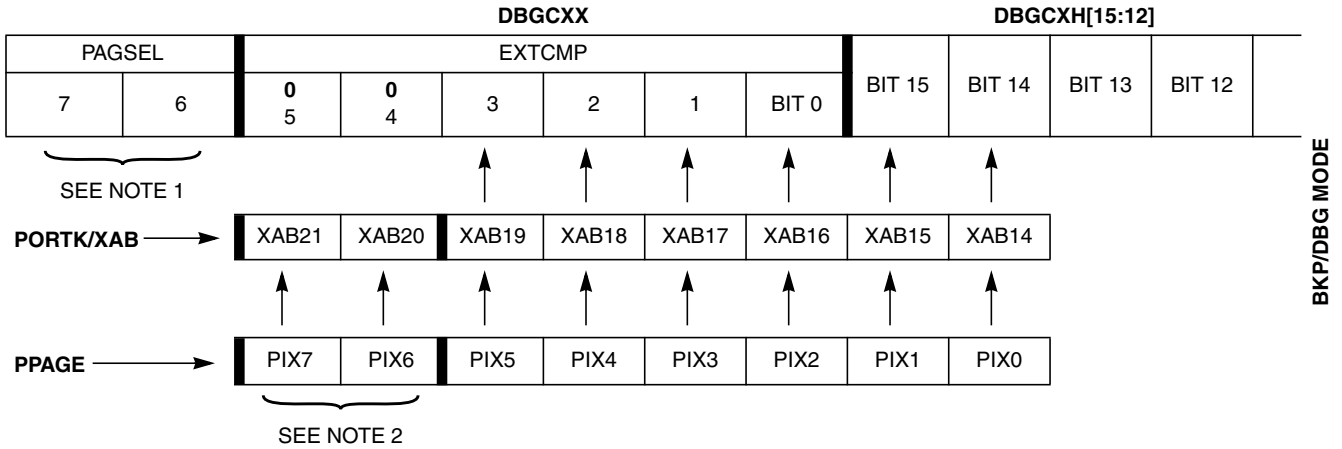 DBGCXX DBGCXH[15:12]
PAGSEL EXTCMP
BIT 15 BIT 14 BIT 13 BIT 12
7 6 0 5 0 4 3 2 1 BIT 0
SEE NOTE 1
PORTK/XAB XAB21 XAB20 XAB19 XAB18 XAB17 XAB16 XAB15 XAB14
PPAGE PIX7 PIX6 PIX5 PIX4 PIX3 PIX2 PIX1 PIX0
SEE NOTE 2
BKP/DBG MODE